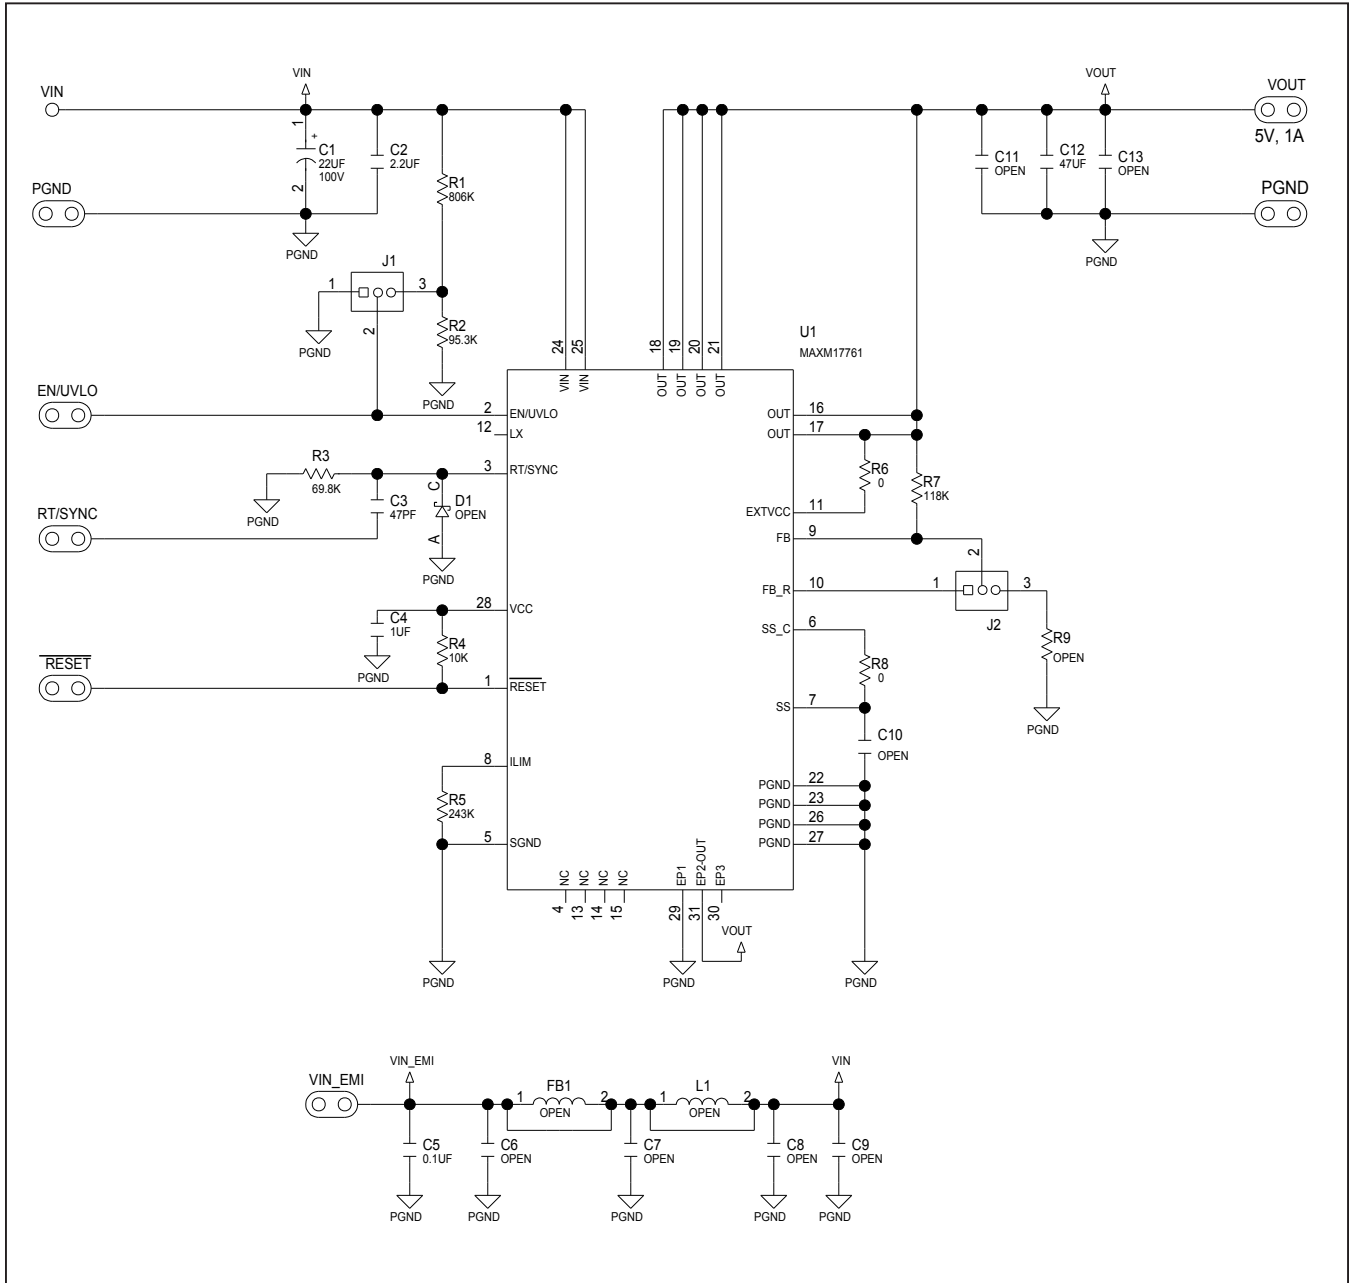 VIN
VIN
1
+
C1
22UF
100V
2
C2
2.2UF
R1
806K
PGND
PGND
J1
1
3
2
PGND
R2
95.3K
PGND
VOUT
VOUT
5V, 1A
C11
OPEN
C12
47UF
C13
OPEN
PGND
PGND
U1
MAXM17761
24
25
18
19
20
21
VIN
VIN
OUT
OUT
OUT
OUT
EN/UVLO
2
EN/UVLO
12
LX
R3
69.8K
PGND
3
RT/SYNC
C
D1
OPEN
A
PGND
C3
47PF
RT/SYNC
28
VCC
C4
1UF
PGND
R4
10K
RESET
1
RESET
8
ILIM
R5
243K
5
SGND
PGND
OUT
16
OUT
17
R6
0
R7
118K
EXTVCC
11
FB
9
2
FB_R
10
1
3
J2
R9
OPEN
PGND
SS_C
6
R8
0
SS
7
C10
OPEN
PGND
22
PGND
23
PGND
26
PGND
27
PGND
NC
NC
NC
NC
EP1
EP2-OUT
EP3
4
13
14
15
29
31
30
VOUT
PGND
VIN_EMI
VIN_EMI
1
FB1
2
OPEN
1
L1
2
OPEN
VIN
C5
0.1UF
C6
OPEN
C7
OPEN
C8
OPEN
C9
OPEN
PGND
PGND
PGND
PGND
PGND